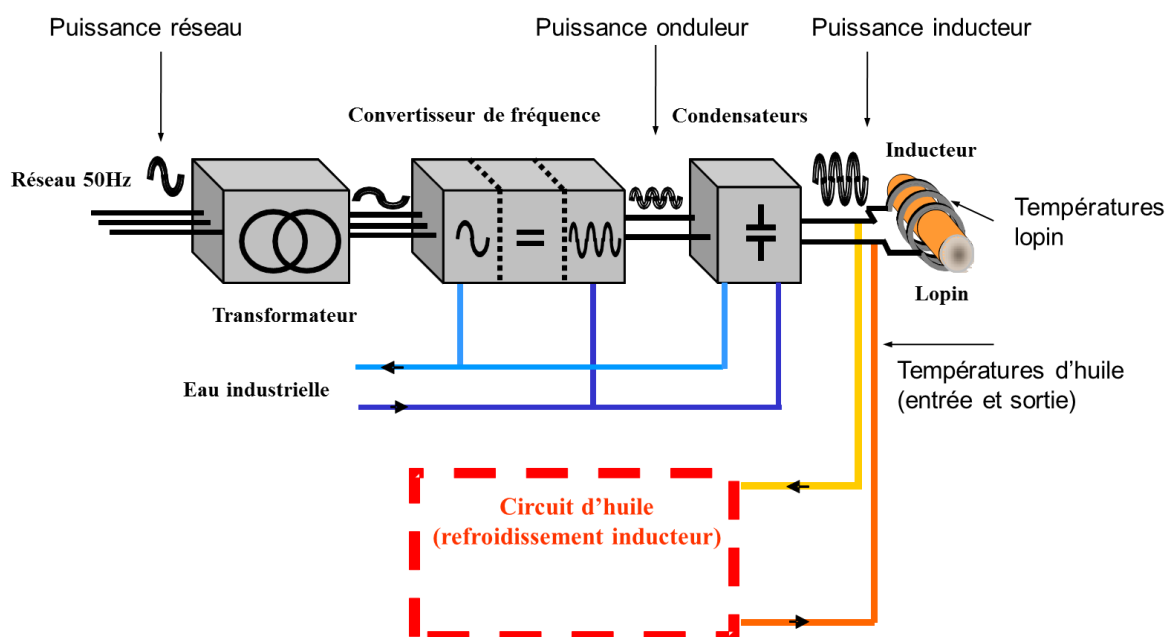 Puissance réseau
Puissance onduleur
Puissance inducteur
Convertisseur de fréquence
Condensateurs
Inducteur
Réseau 50Hz
Températures
lopin
=
Lopin
Transformateur
Températures d’huile
(entrée et sortie)
Eau industrielle
Circuit d’huile
(refroidissement inducteur)